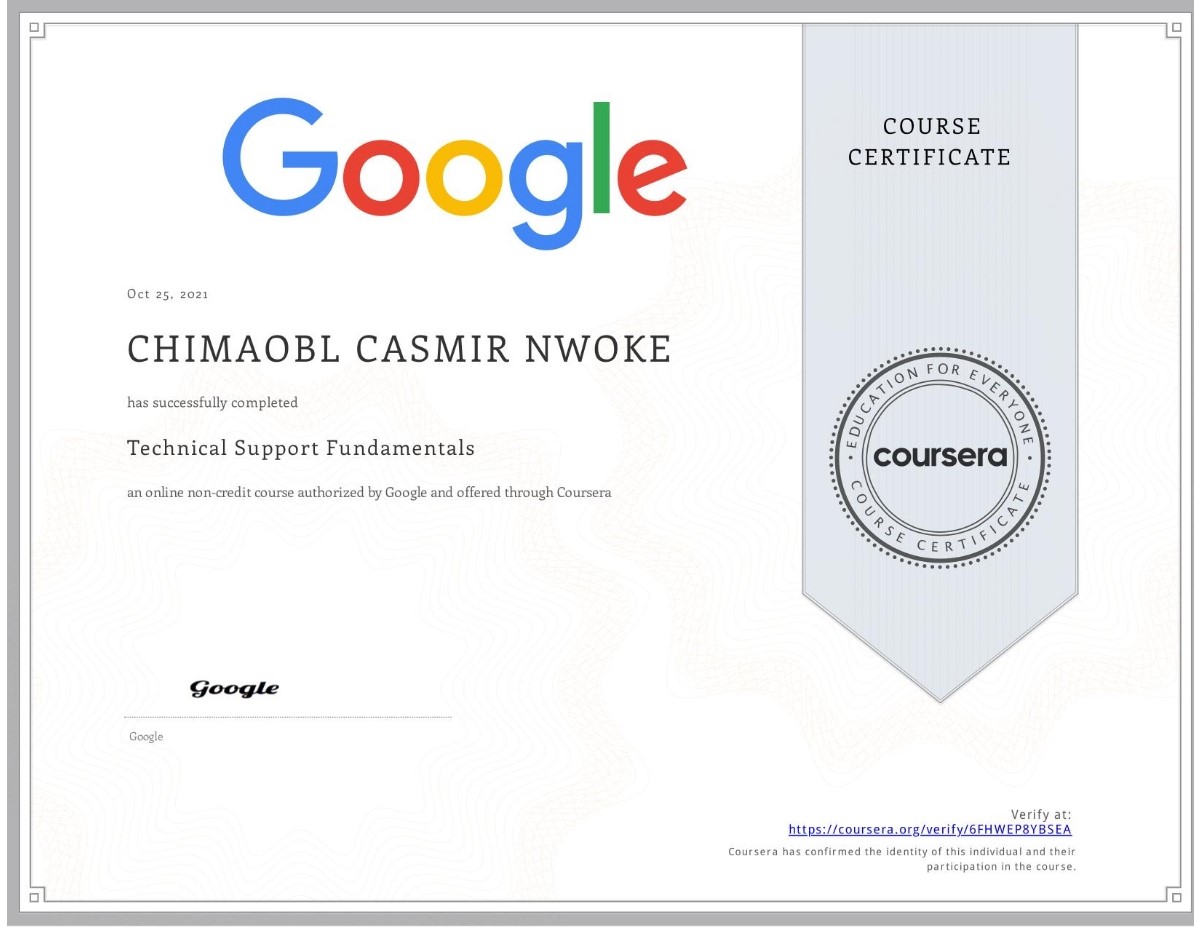 Google
COURSE
CERTIFICATE
Oct 25, 2021
CHIMAOBL CASMIR NWOKE
has successfully completed
Technical Support Fundamentals
an online non-credit course authorized by Google and offered through Coursera
EDUCATION FOR EVERYONE
coursera
COURSE CERTIFICATE
Google
Google
Verify at:
https://coursera.org/verify/6FHWEP8YBSEA
Coursera has confirmed the identity of this individual and their
participation in the course.